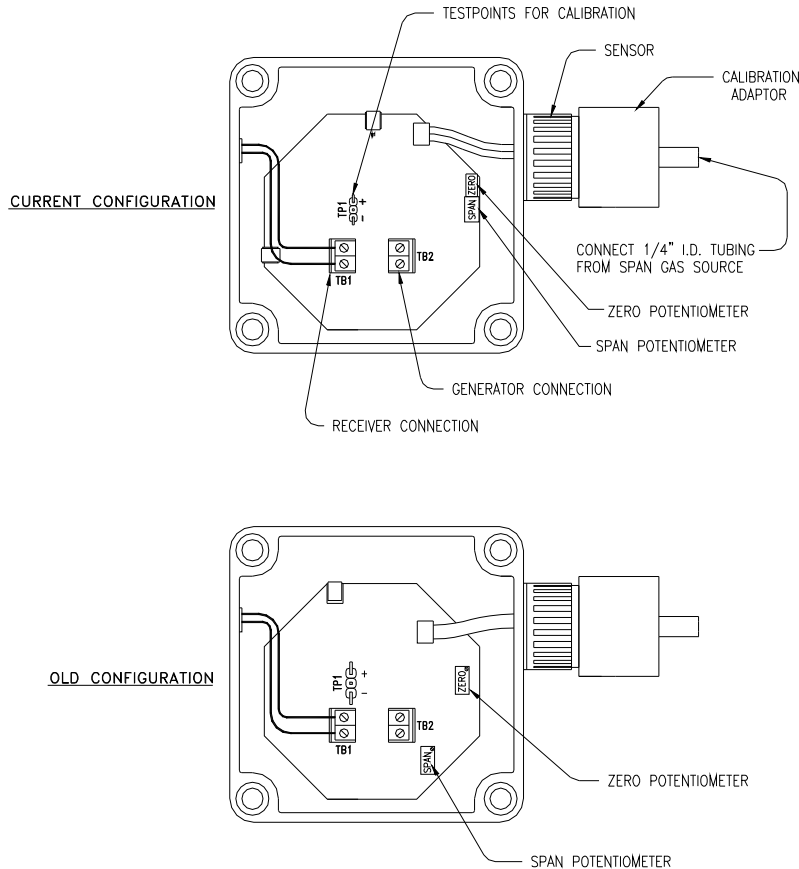 TESTPOINTS FOR CALIBRATION
SENSOR
CALIBRATION
ADAPTOR
CURRENT CONFIGURATION
ZERO
SPAN
TP1
+
-
TB1
TB2
CONNECT 1/4" I.D. TUBING
FROM SPAN GAS SOURCE
ZERO POTENTIOMETER
SPAN POTENTIOMETER
GENERATOR CONNECTION
RECEIVER CONNECTION
OLD CONFIGURATION
TP1
+
-
ZERO
TB2
TB1
SPAN
ZERO POTENTIOMETER
SPAN POTENTIOMETER